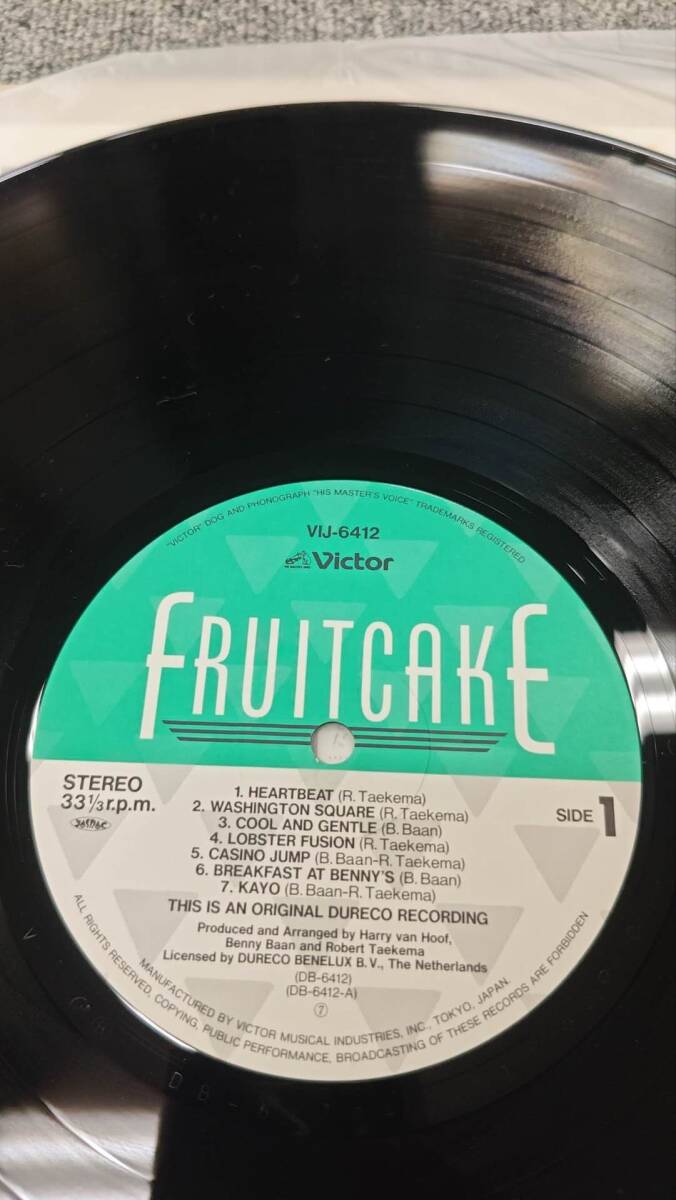 "VICTOR" DOG AND PHONOGRAPH "HIS MASTER'S VOICE" TRADEMARKS REGISTERED
VIJ-6412
Victor
FRUITCAKE
STEREO
33 1/3 r.p.m.
JASRAC
SIDE 1
1. HEARTBEAT (R. Taekema)
2. WASHINGTON SQUARE (R. Taekema)
3. COOL AND GENTLE (B. Baan)
4. LOBSTER FUSION (R. Taekema)
5. CASINO JUMP (B. Baan-R. Taekema)
6. BREAKFAST AT BENNY'S (B. Baan)
7. KAYO (B. Baan-R. Taekema)
THIS IS AN ORIGINAL DURECO RECORDING
Produced and Arranged by Harry van Hoof,
Benny Baan and Robert Taekema
Licensed by DURECO BENELUX B.V., The Netherlands
(DB-6412)
(DB-6412-A)
⑦
MANUFACTURED BY VICTOR MUSICAL INDUSTRIES, INC., TOKYO, JAPAN.
ALL RIGHTS RESERVED, COPYING, PUBLIC PERFORMANCE, BROADCASTING OF THESE RECORDS ARE FORBIDDEN